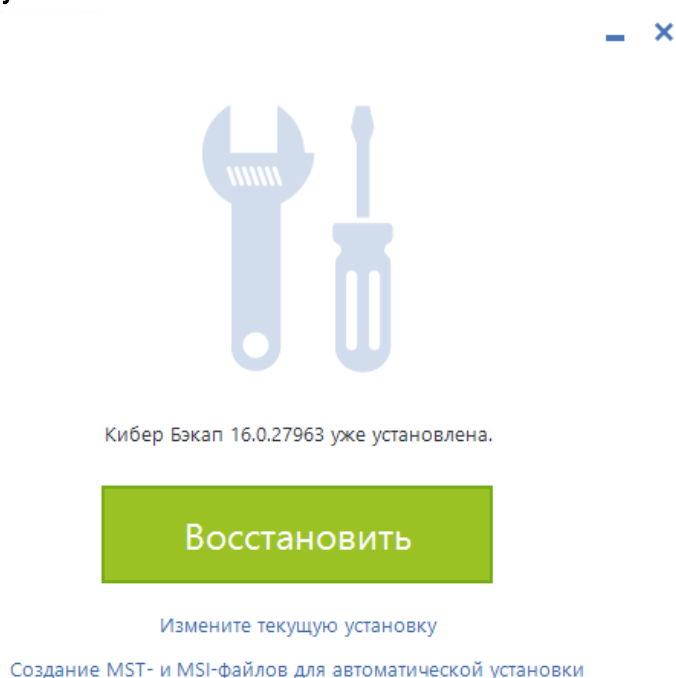 Кибер Бэкап 16.0.27963 уже установлена.
Восстановить
Измените текущую установку
Создание MST- и MSI-файлов для автоматической установки